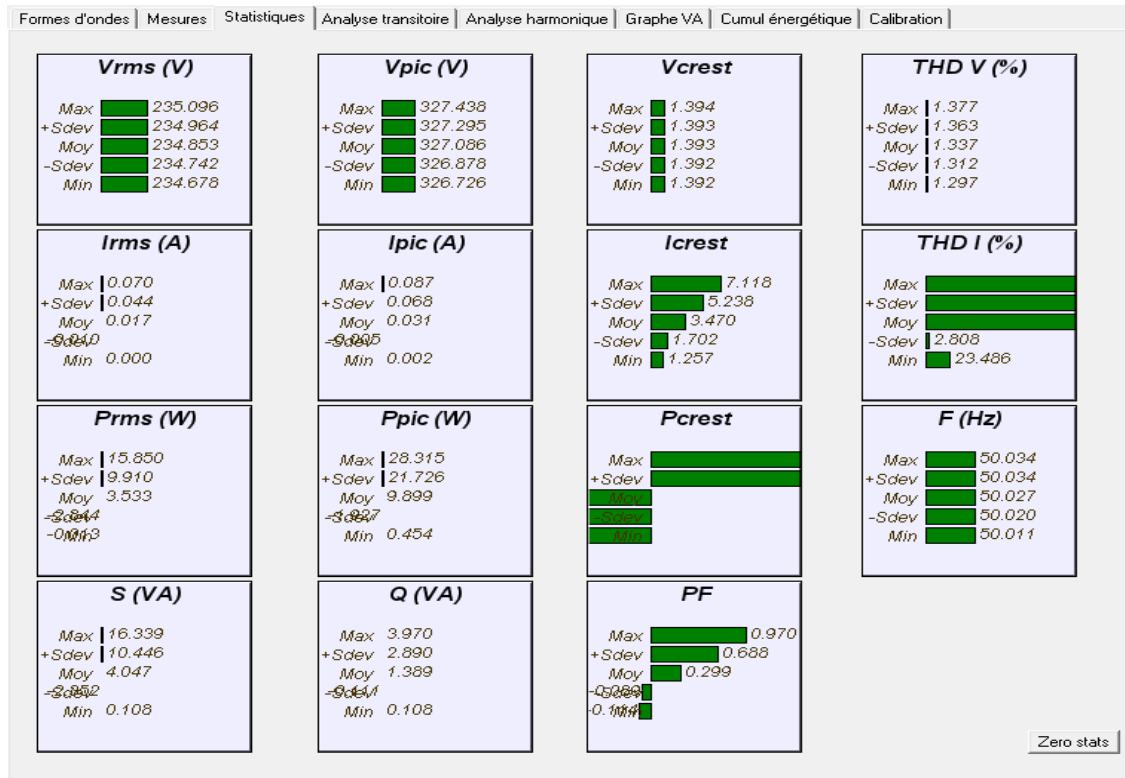 Formes d'ondes Mesures Statistiques Analyse transitoire Analyse harmonique Graphe VA Cumul énergétique Calibration
Vrms (V)
Max 235.096
+Sdev 234.964
Moy 234.853
-Sdev 234.742
Min 234.678
Vpic (V)
Max 327.438
+Sdev 327.295
Moy 327.086
-Sdev 326.878
Min 326.726
Vcrest
Max 1.394
+Sdev 1.393
Moy 1.393
-Sdev 1.392
Min 1.392
THD V (%)
Max 1.377
+Sdev 1.363
Moy 1.337
-Sdev 1.312
Min 1.297
Irms (A)
Max 0.070
+Sdev 0.044
Moy 0.017
-Sdev
Min 0.000
Ipic (A)
Max 0.087
+Sdev 0.068
Moy 0.031
-Sdev
Min 0.002
Icrest
Max 7.118
+Sdev 5.238
Moy 3.470
-Sdev 1.702
Min 1.257
THD I (%)
Max
+Sdev
Moy
-Sdev 2.808
Min 23.486
Prms (W)
Max 15.850
+Sdev 9.910
Moy 3.533
-Sdev
Min
Ppic (W)
Max 28.315
+Sdev 21.726
Moy 9.899
-Sdev
Min 0.454
Pcrest
Max
+Sdev
Moy
-Sdev
Min
F (Hz)
Max 50.034
+Sdev 50.034
Moy 50.027
-Sdev 50.020
Min 50.011
S (VA)
Max 16.339
+Sdev 10.446
Moy 4.047
-Sdev
Min 0.108
Q (VA)
Max 3.970
+Sdev 2.890
Moy 1.389
-Sdev
Min 0.108
PF
Max 0.970
+Sdev 0.688
Moy 0.299
-Sdev
Min
Zero stats